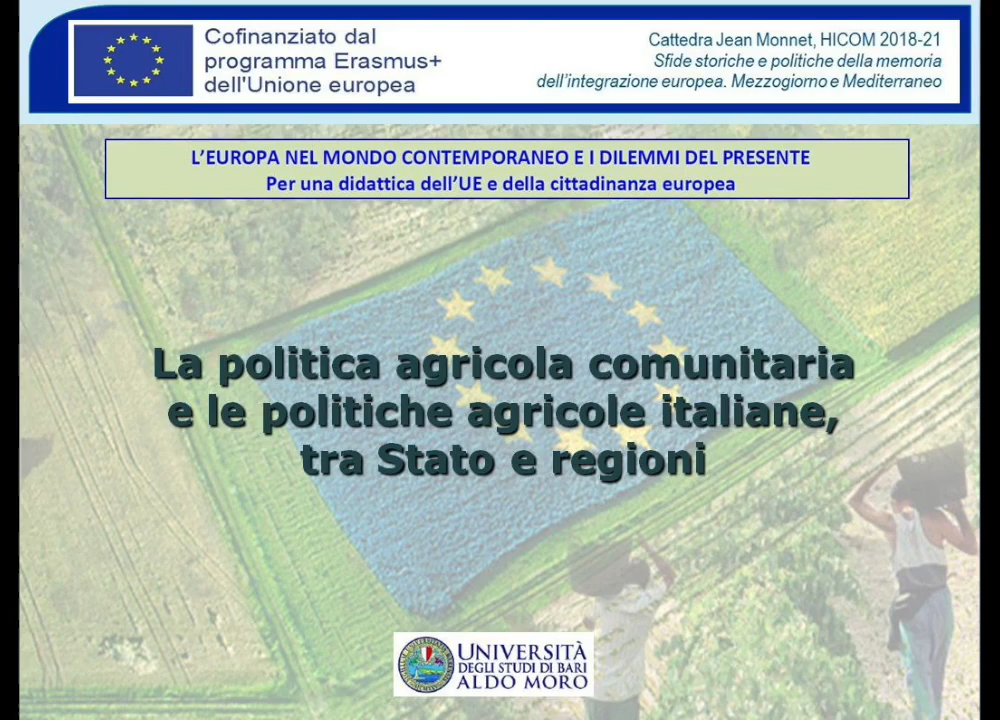 Cofinanziato dal
programma Erasmus+
dell'Unione europea
Cattedra Jean Monnet, HICOM 2018-21
Sfide storiche e politiche della memoria
dell'integrazione europea. Mezzogiorno e Mediterraneo
L'EUROPA NEL MONDO CONTEMPORANEO E I DILEMMI DEL PRESENTE
Per una didattica dell'UE e della cittadinanza europea
La politica agricola comunitaria
e le politiche agricole italiane,
tra Stato e regioni
UNIVERSITÀ
DEGLI STUDI DI BARI
ALDO MORO